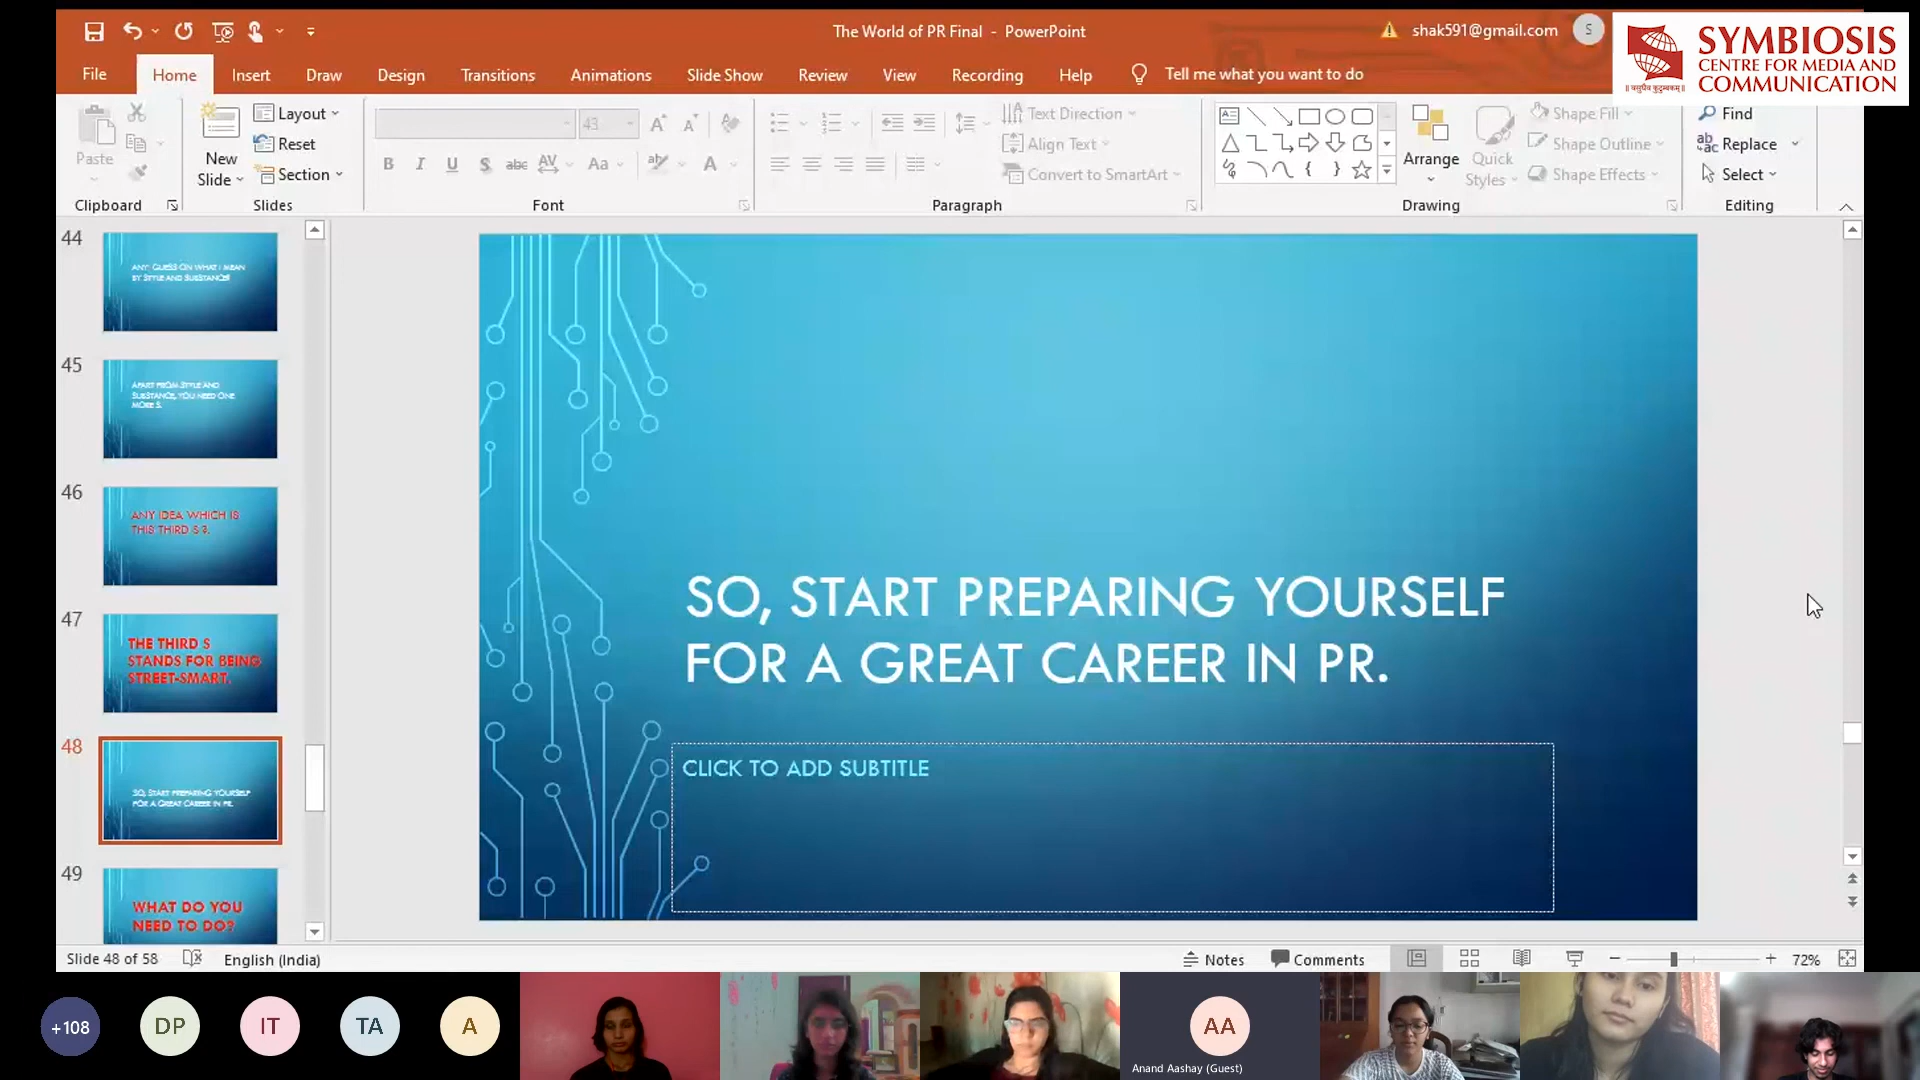 The World of PR Final - PowerPoint
shak591@gmail.com
S
SYMBIOSIS
CENTRE FOR MEDIA AND
COMMUNICATION
॥ वसुधैव कुटुम्बकम् ॥
File
Home
Insert
Draw
Design
Transitions
Animations
Slide Show
Review
View
Recording
Help
Tell me what you want to do
Paste
Clipboard
New
Slide
Layout
Reset
Section
Slides
43
B I U S abc AV Aa A
Font
Text Direction
Align Text
Convert to SmartArt
Paragraph
Arrange
Quick
Styles
Shape Fill
Shape Outline
Shape Effects
Drawing
Find
Replace
Select
Editing
44
ANY GUESS ON WHAT I MEAN
BY STYLE AND SUBSTANCE?
45
APART FROM STYLE AND
SUBSTANCE, YOU NEED ONE
MORE S.
46
ANY IDEA WHICH IS
THIS THIRD S ?.
47
THE THIRD S
STANDS FOR BEING
STREET-SMART.
48
SO, START PREPARING YOURSELF
FOR A GREAT CAREER IN PR.
49
WHAT DO YOU
NEED TO DO?
SO, START PREPARING YOURSELF
FOR A GREAT CAREER IN PR.
CLICK TO ADD SUBTITLE
Slide 48 of 58
English (India)
Notes
Comments
72%
+108
DP
IT
TA
A
AA
Anand Aashay (Guest)